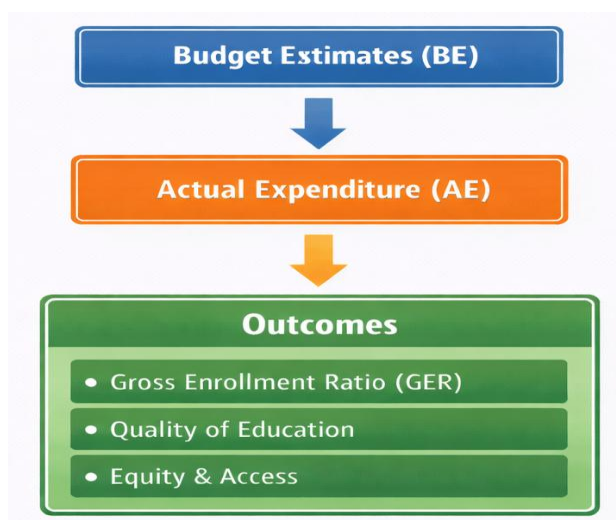 Budget Estimates (BE)
Actual Expenditure (AE)
Outcomes
• Gross Enrollment Ratio (GER)
• Quality of Education
• Equity & Access